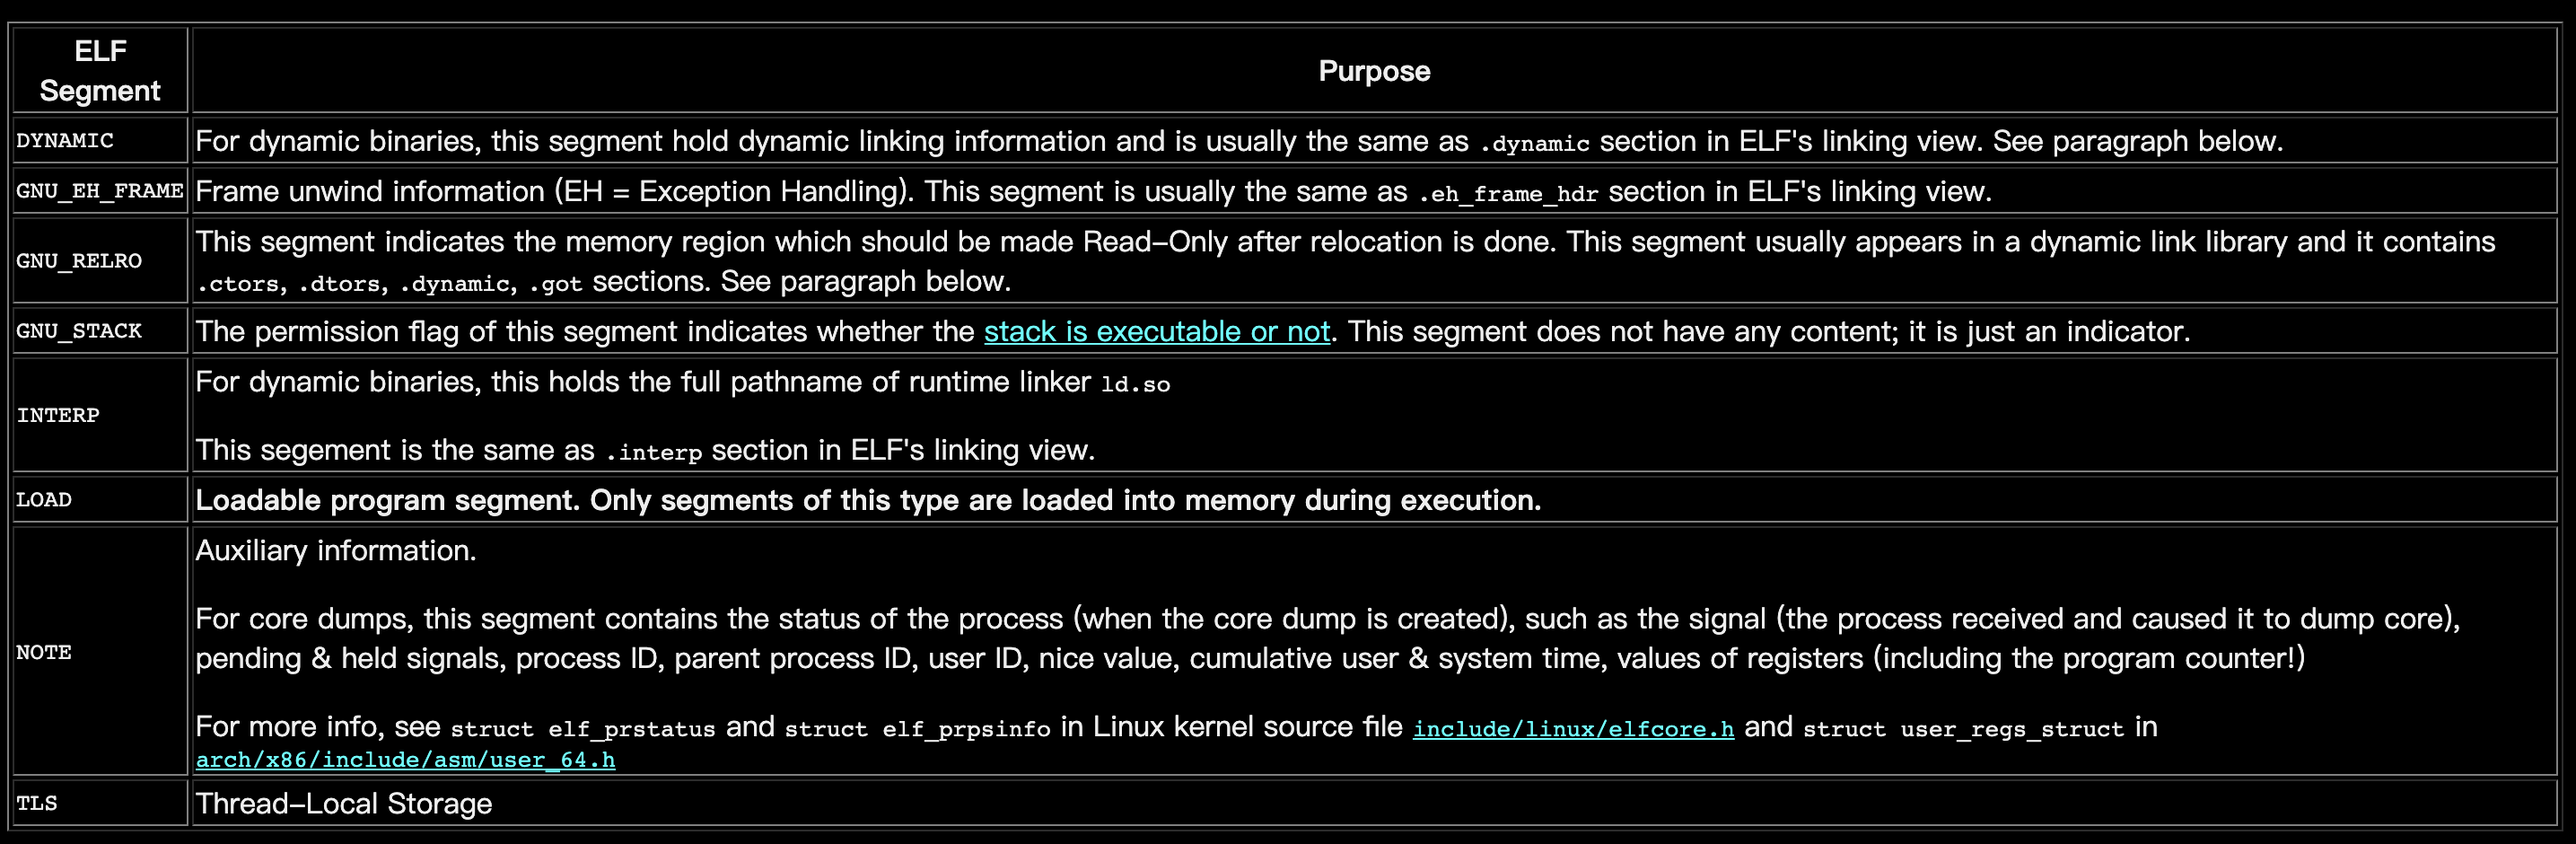 ELF
Segment
Purpose
DYNAMIC
For dynamic binaries, this segment hold dynamic linking information and is usually the same as .dynamic section in ELF's linking view. See paragraph below.
GNU_EH_FRAME
Frame unwind information (EH = Exception Handling). This segment is usually the same as .eh_frame_hdr section in ELF's linking view.
GNU_RELRO
This segment indicates the memory region which should be made Read-Only after relocation is done. This segment usually appears in a dynamic link library and it contains
.ctors, .dtors, .dynamic, .got sections. See paragraph below.
GNU_STACK
The permission flag of this segment indicates whether the stack is executable or not. This segment does not have any content; it is just an indicator.
INTERP
For dynamic binaries, this holds the full pathname of runtime linker ld.so
This segement is the same as .interp section in ELF's linking view.
LOAD
Loadable program segment. Only segments of this type are loaded into memory during execution.
NOTE
Auxiliary information.
For core dumps, this segment contains the status of the process (when the core dump is created), such as the signal (the process received and caused it to dump core),
pending & held signals, process ID, parent process ID, user ID, nice value, cumulative user & system time, values of registers (including the program counter!)
For more info, see struct elf_prstatus and struct elf_prpsinfo in Linux kernel source file include/linux/elfcore.h and struct user_regs_struct in
arch/x86/include/asm/user_64.h
TLS
Thread-Local Storage